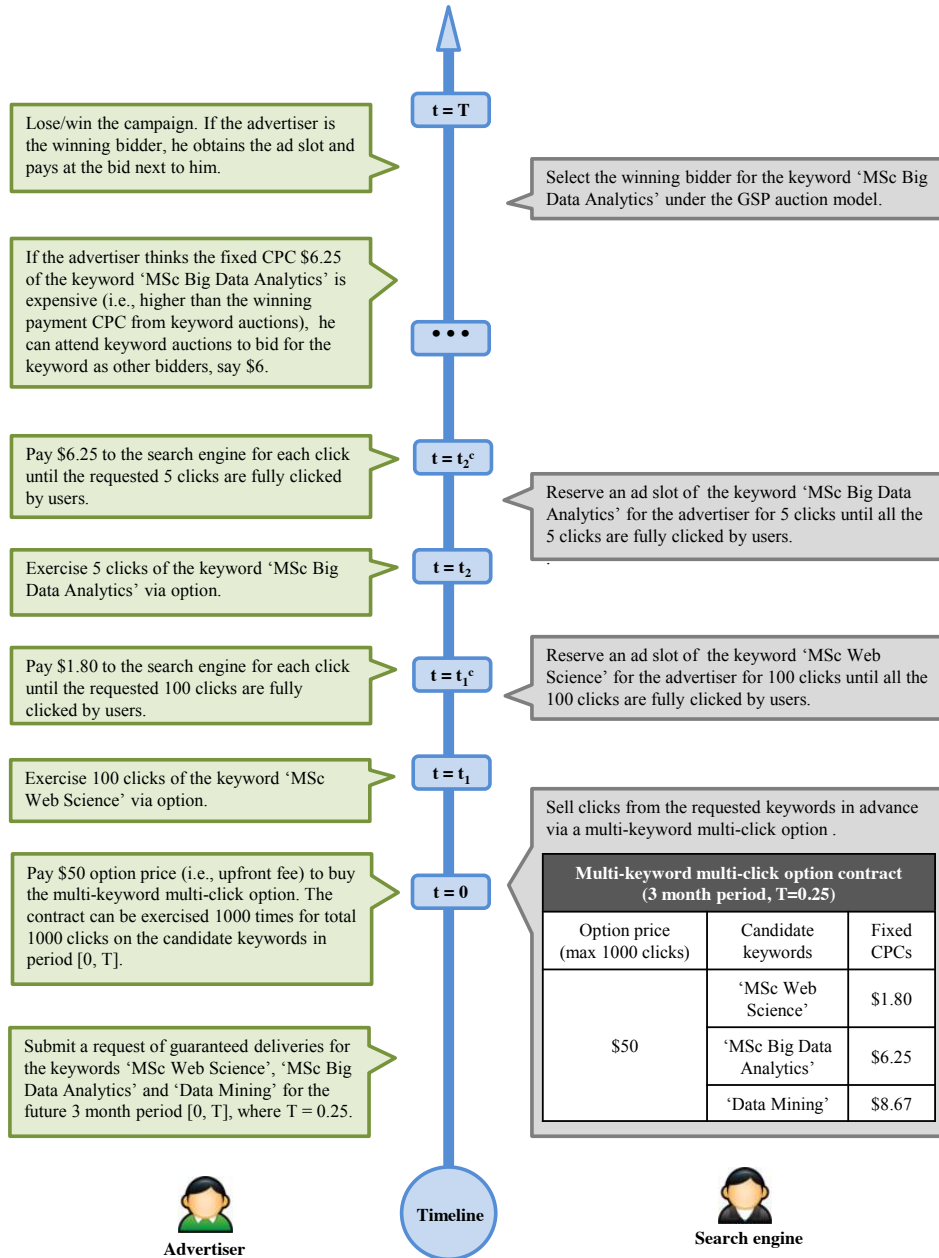 t = T
Lose/win the campaign. If the advertiser is
the winning bidder, he obtains the ad slot and
pays at the bid next to him.
Select the winning bidder for the keyword ‘MSc Big
Data Analytics’ under the GSP auction model.
If the advertiser thinks the fixed CPC $6.25
of the keyword ‘MSc Big Data Analytics’ is
expensive (i.e., higher than the winning
payment CPC from keyword auctions), he
can attend keyword auctions to bid for the
keyword as other bidders, say $6.
• • •
Pay $6.25 to the search engine for each click
until the requested 5 clicks are fully clicked
by users.
t = t₂ᶜ
Reserve an ad slot of the keyword ‘MSc Big Data
Analytics’ for the advertiser for 5 clicks until all the
5 clicks are fully clicked by users.
.
Exercise 5 clicks of the keyword ‘MSc Big
Data Analytics’ via option.
t = t₂
Pay $1.80 to the search engine for each click
until the requested 100 clicks are fully
clicked by users.
t = t₁ᶜ
Reserve an ad slot of the keyword ‘MSc Web
Science’ for the advertiser for 100 clicks until all the
100 clicks are fully clicked by users.
Exercise 100 clicks of the keyword ‘MSc
Web Science’ via option.
t = t₁
Sell clicks from the requested keywords in advance
via a multi-keyword multi-click option .
Multi-keyword multi-click option contract
(3 month period, T=0.25)
Option price
(max 1000 clicks)
Candidate
keywords
Fixed
CPCs
$50
‘MSc Web
Science’
$1.80
‘MSc Big Data
Analytics’
$6.25
‘Data Mining’
$8.67
Pay $50 option price (i.e., upfront fee) to buy
the multi-keyword multi-click option. The
contract can be exercised 1000 times for total
1000 clicks on the candidate keywords in
period [0, T].
t = 0
Submit a request of guaranteed deliveries for
the keywords ‘MSc Web Science’, ‘MSc Big
Data Analytics’ and ‘Data Mining’ for the
future 3 month period [0, T], where T = 0.25.
Advertiser
Timeline
Search engine